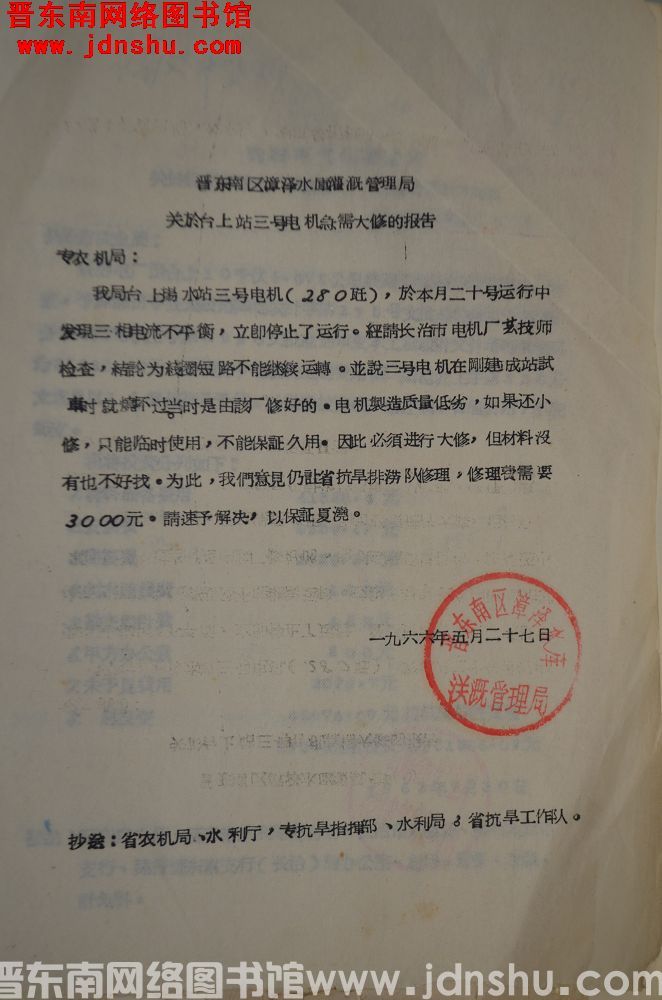 晋东南网络图书馆
www.jdnshu.com
晋东南区漳泽水库灌溉管理局
关於台上站三号电机急需大修的报告
专农机局：
我局台上揚水站三号电机（280瓩），於本月二十号运行中
发現三相电流不平衡，立卽停止了运行。經請长治市电机厂技师
检查，結論为綫圈短路不能继續运轉。並説三号电机在剛建成站試
車时就燒坏过当时是由該厂修好的。电机製造质量低劣，如果还小
修，只能临时使用，不能保証久用。因此必須进行大修，但材料没
有也不好找。为此，我們意見仍让省抗旱排涝队修理，修理費需要
3000元。請速予解决，以保証夏澆。
一九六六年五月二十七日
晋东南区漳泽水库
灌溉管理局
抄送：省农机局、水利厅，专抗旱指揮部、水利局，省抗旱工作队。
晋东南网络图书馆www.jdnshu.com